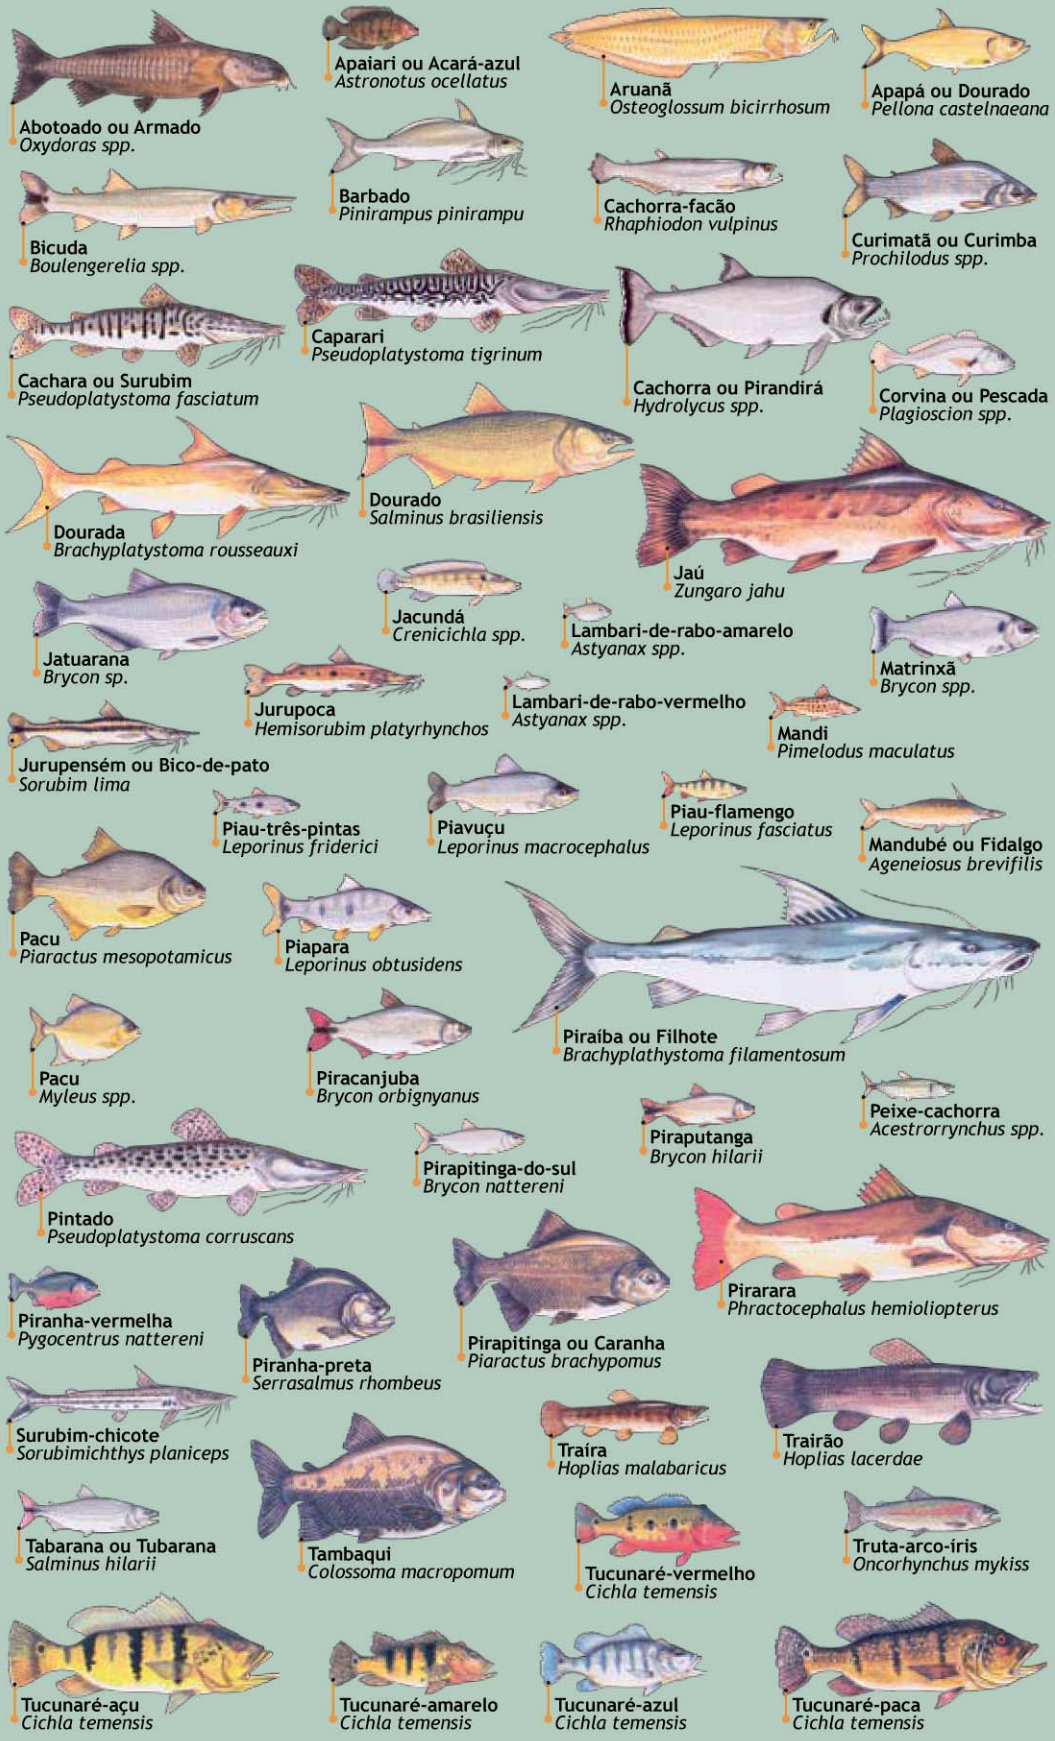 Abotoado ou Armado
Oxydoras spp.
Apaiari ou Acará-azul
Astronotus ocellatus
Aruanã
Osteoglossum bicirrhosum
Apapá ou Dourado
Pellona castelnaeana
Bicuda
Boulengerelia spp.
Barbado
Pinirampus pinirampu
Cachorra-facão
Rhaphiodon vulpinus
Curimatã ou Curimba
Prochilodus spp.
Cachara ou Surubim
Pseudoplatystoma fasciatum
Caparari
Pseudoplatystoma tigrinum
Cachorra ou Pirandirá
Hydrolycus spp.
Corvina ou Pescada
Plagioscion spp.
Dourada
Brachyplatystoma rousseauxi
Dourado
Salminus brasiliensis
Jaú
Zungaro jahu
Jatuarana
Brycon sp.
Jacundá
Crenicichla spp.
Lambari-de-rabo-amarelo
Astyanax spp.
Matrinxã
Brycon spp.
Jurupoca
Hemisorubim platyrhynchos
Lambari-de-rabo-vermelho
Astyanax spp.
Mandi
Pimelodus maculatus
Jurupensém ou Bico-de-pato
Sorubim lima
Piau-três-pintas
Leporinus friderici
Piavuçu
Leporinus macrocephalus
Piau-flamengo
Leporinus fasciatus
Mandubé ou Fidalgo
Ageneiosus brevifilis
Pacu
Piaractus mesopotamicus
Piapara
Leporinus obtusidens
Piraíba ou Filhote
Brachyplathystoma filamentosum
Pacu
Myleus spp.
Piracanjuba
Brycon orbignyanus
Piraputanga
Brycon hilarii
Peixe-cachorra
Acestrorrynchus spp.
Pintado
Pseudoplatystoma corruscans
Pirapitinga-do-sul
Brycon nattereni
Pirarara
Phractocephalus hemioliopterus
Piranha-vermelha
Pygocentrus nattereni
Piranha-preta
Serrasalmus rhombeus
Pirapitinga ou Caranha
Piaractus brachypomus
Surubim-chicote
Sorubimichthys planiceps
Traíra
Hoplias malabaricus
Trairão
Hoplias lacerdae
Tabarana ou Tubarana
Salminus hilarii
Tambaqui
Colossoma macropomum
Tucunaré-vermelho
Cichla temensis
Truta-arco-íris
Oncorhynchus mykiss
Tucunaré-açu
Cichla temensis
Tucunaré-amarelo
Cichla temensis
Tucunaré-azul
Cichla temensis
Tucunaré-paca
Cichla temensis